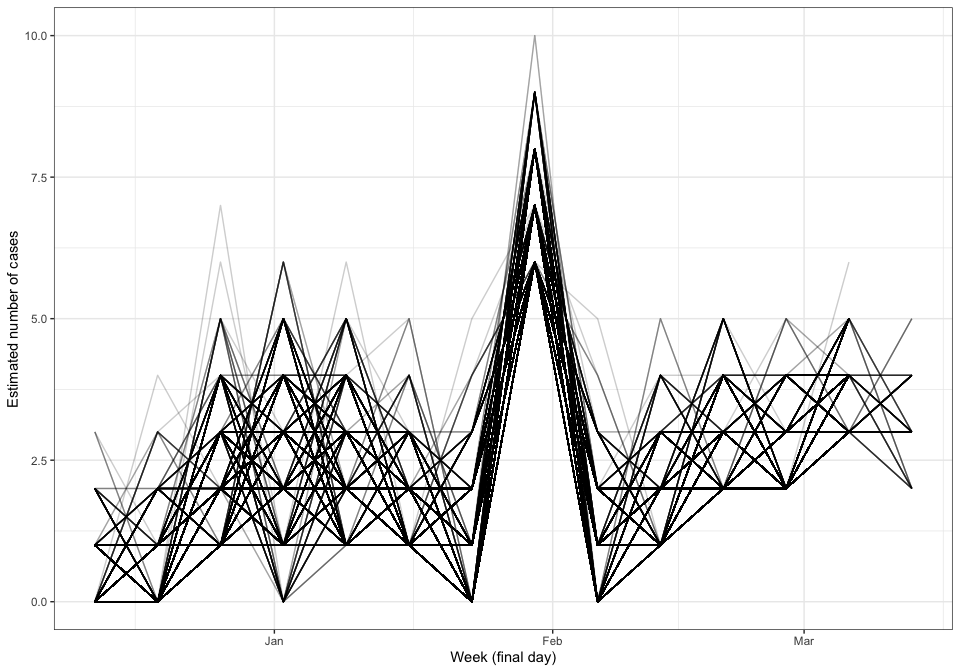 10.0
7.5
5.0
2.5
0.0
Estimated number of cases
Jan
Feb
Mar
Week (final day)